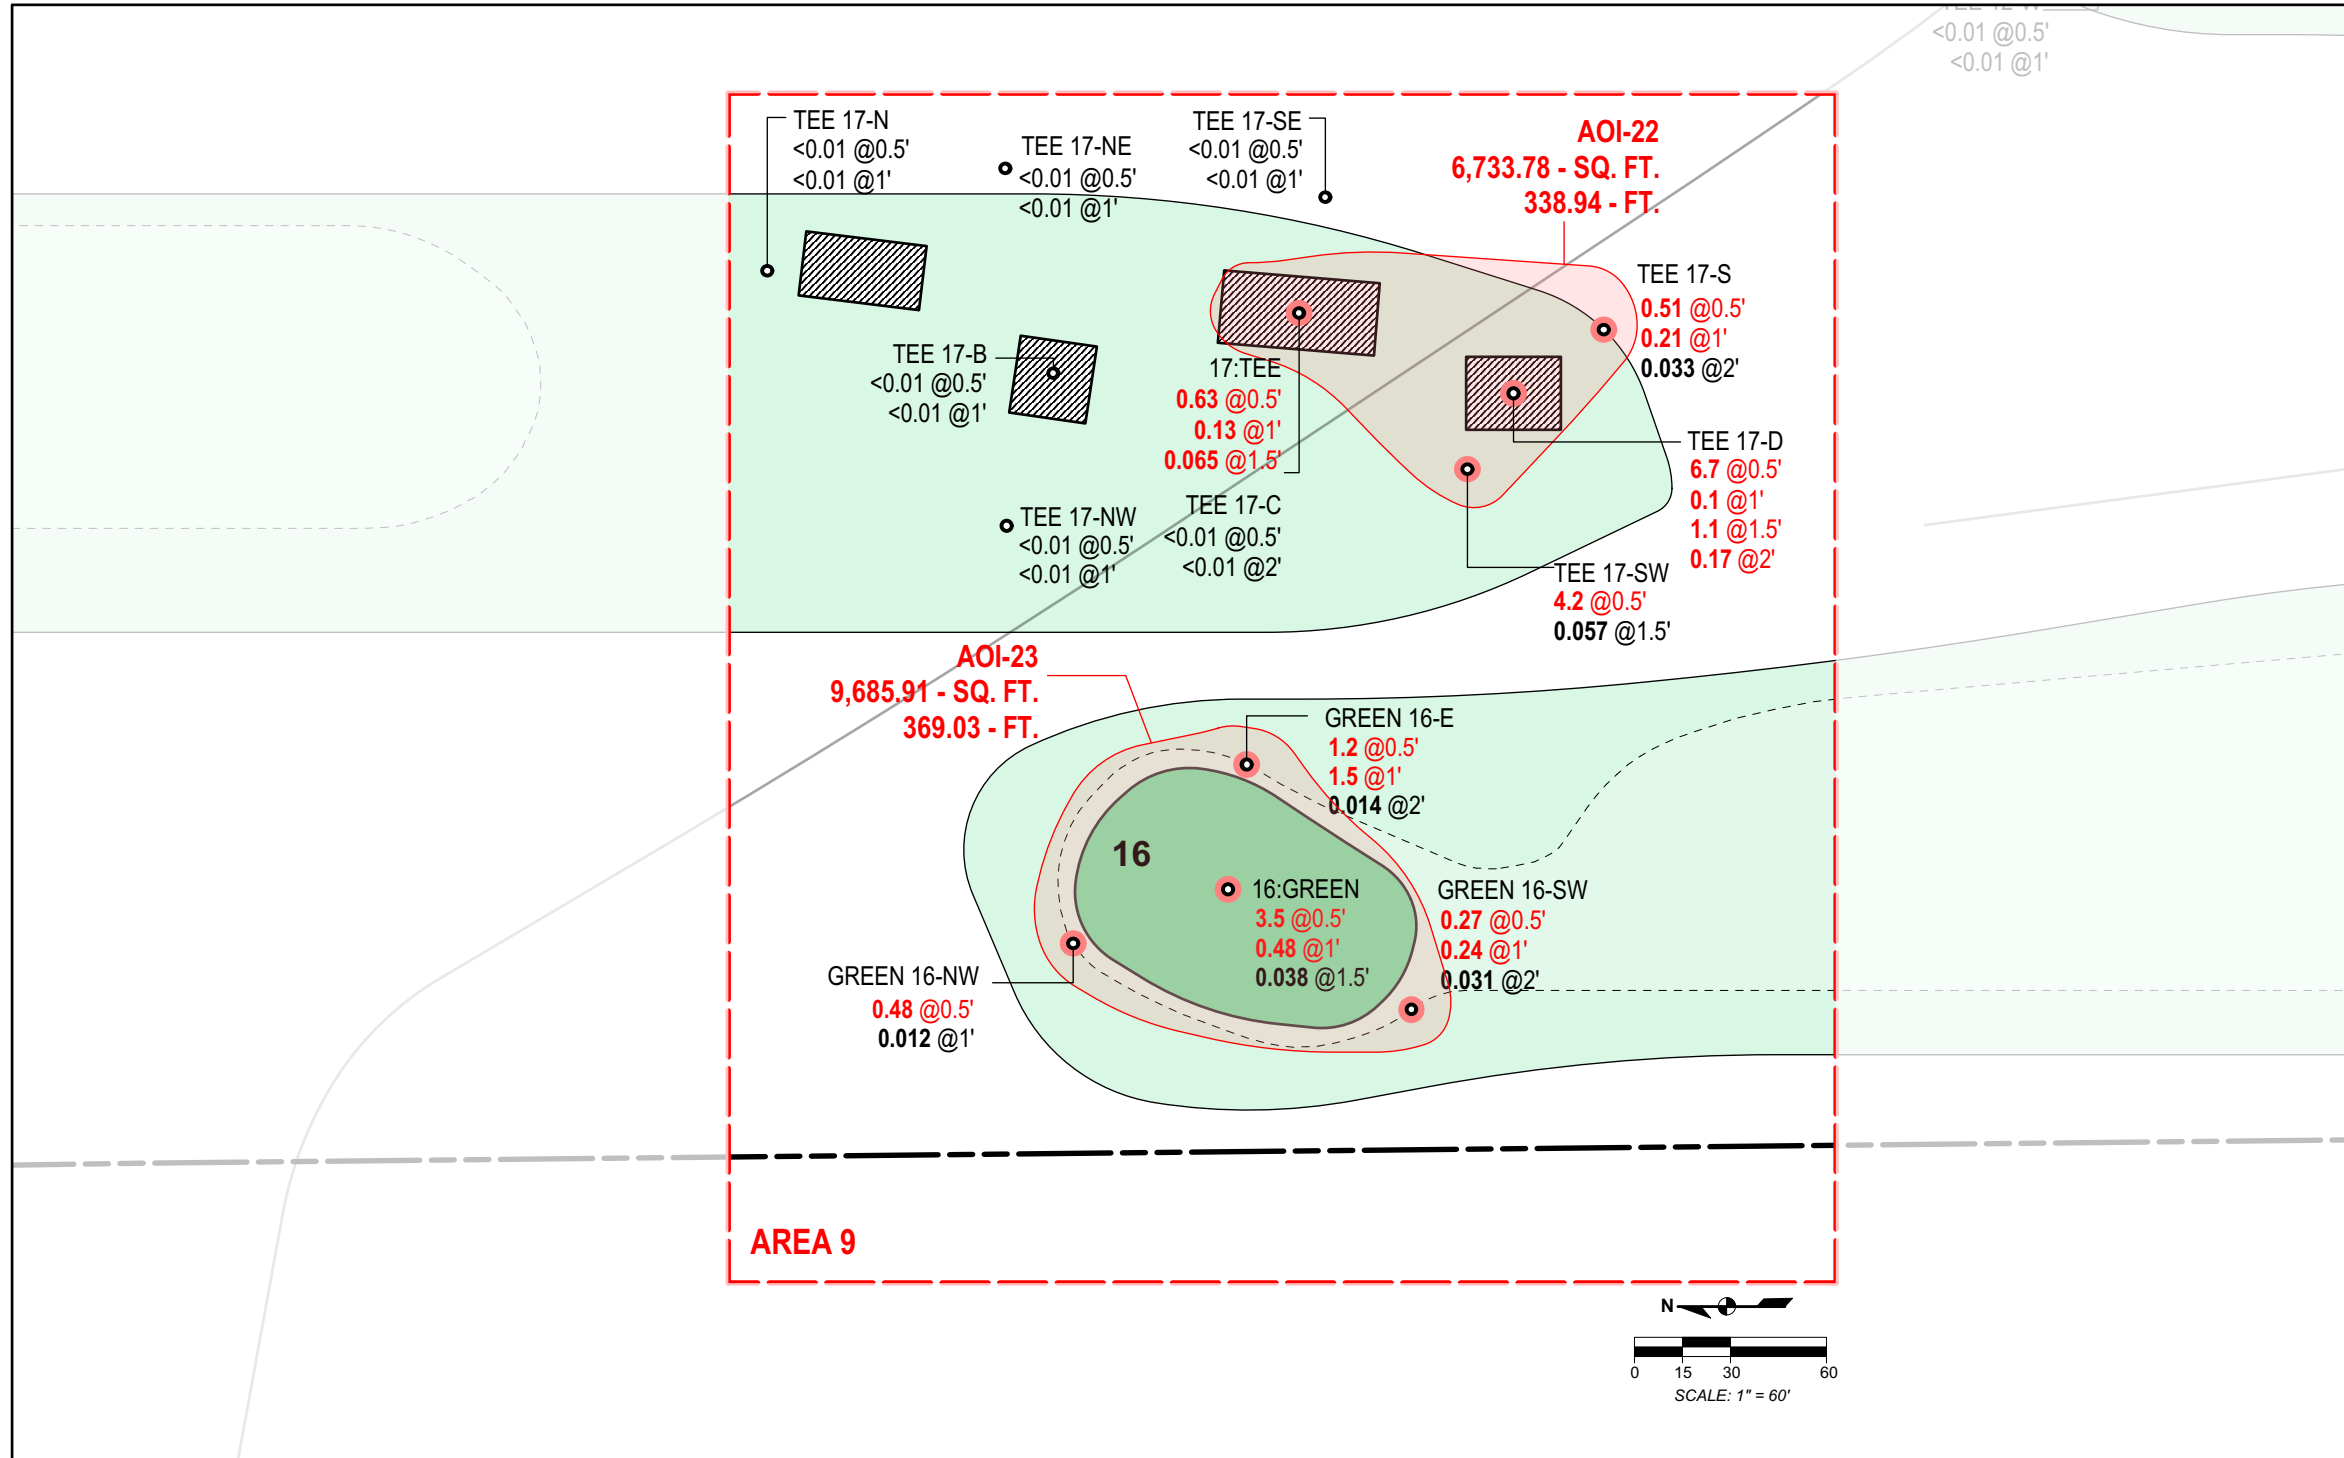 <0.01 @0.5'
<0.01 @1'
TEE 17-N
<0.01 @0.5'
<0.01 @1'
TEE 17-NE
<0.01 @0.5'
<0.01 @1'
TEE 17-SE
<0.01 @0.5'
<0.01 @1'
AOI-22
6,733.78 - SQ. FT.
338.94 - FT.
TEE 17-S
0.51 @0.5'
0.21 @1'
0.033 @2'
TEE 17-B
<0.01 @0.5'
<0.01 @1'
17:TEE
0.63 @0.5'
0.13 @1'
0.065 @1.5'
TEE 17-D
6.7 @0.5'
0.1 @1'
1.1 @1.5'
0.17 @2'
TEE 17-NW
<0.01 @0.5'
<0.01 @1'
TEE 17-C
<0.01 @0.5'
<0.01 @2'
TEE 17-SW
4.2 @0.5'
0.057 @1.5'
AOI-23
9,685.91 - SQ. FT.
369.03 - FT.
GREEN 16-E
1.2 @0.5'
1.5 @1'
0.014 @2'
16
16:GREEN
3.5 @0.5'
0.48 @1'
0.038 @1.5'
GREEN 16-SW
0.27 @0.5'
0.24 @1'
0.031 @2'
GREEN 16-NW
0.48 @0.5'
0.012 @1'
AREA 9
N
0 15 30 60
SCALE: 1" = 60'